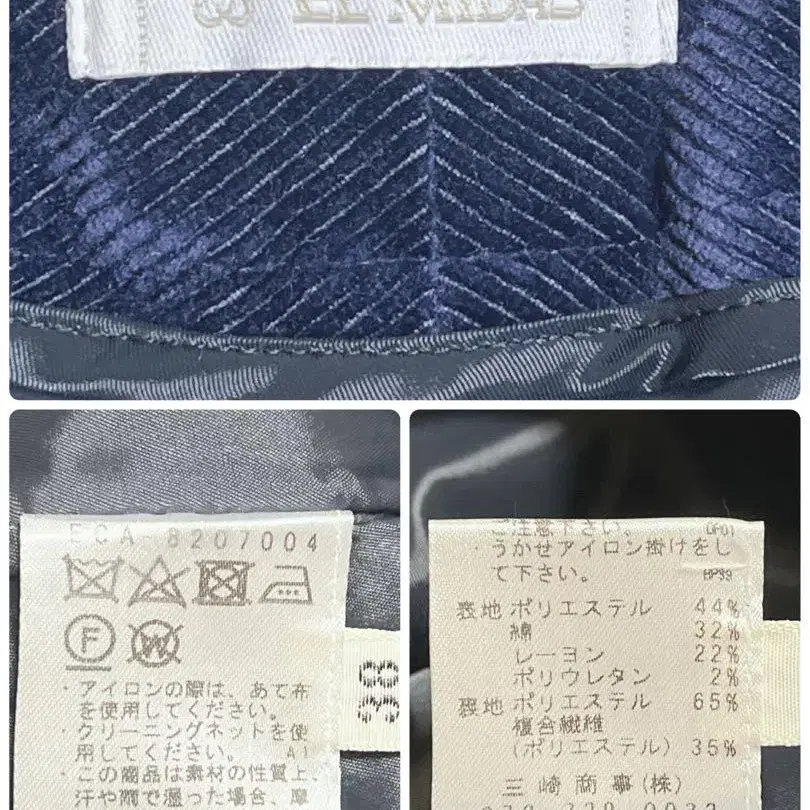 EL MIDAS
ECA-8207004
F
W
・アイロンの際は、あて布
を使用してください。
・クリーニングネットを使
用してください。 A1
・この商品は素材の性質上、
汗や雨で湿った場合、摩
38
ご注意下さい。 DP01
・うかせアイロン掛けをし
て下さい。 HP99
表地 ポリエステル 44%
綿 32%
レーヨン 22%
ポリウレタン 2%
裏地 ポリエステル 65%
複合繊維
(ポリエステル) 35%
三崎商事(株)